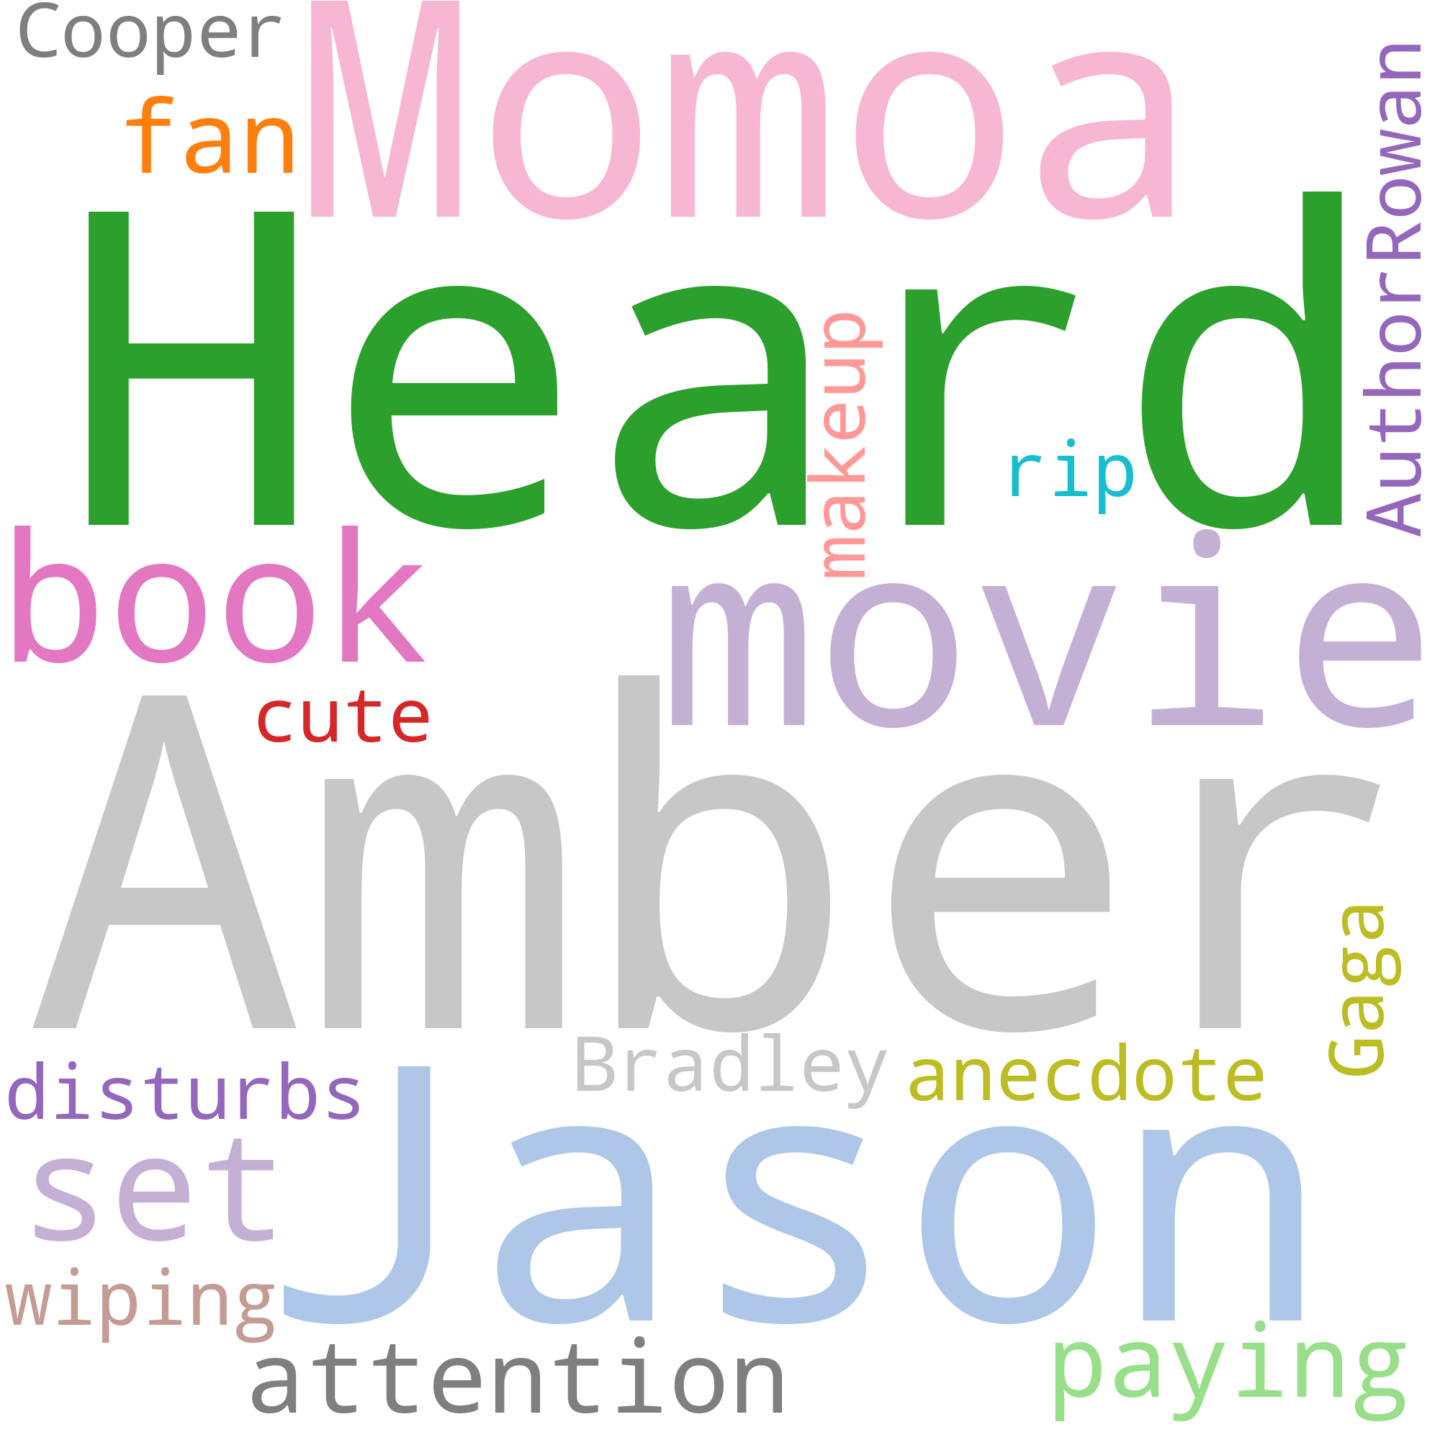 Cooper
Momoa
fan
AuthorRowan
Heard
makeup
rip
book
movie
cute
Amber
Gaga
Bradley
anecdote
disturbs
Jason
set
wiping
attention
paying